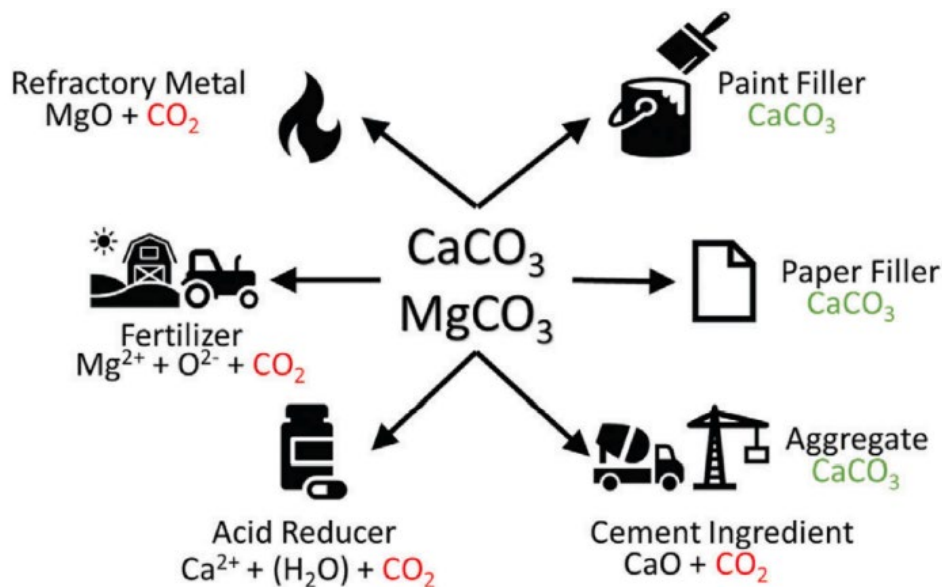 Refractory Metal
MgO + CO₂
Paint Filler
CaCO₃
CaCO₃
MgCO₃
Paper Filler
CaCO₃
Fertilizer
Mg²⁺ + O²⁻ + CO₂
Acid Reducer
Ca²⁺ + (H₂O) + CO₂
Aggregate
CaCO₃
Cement Ingredient
CaO + CO₂